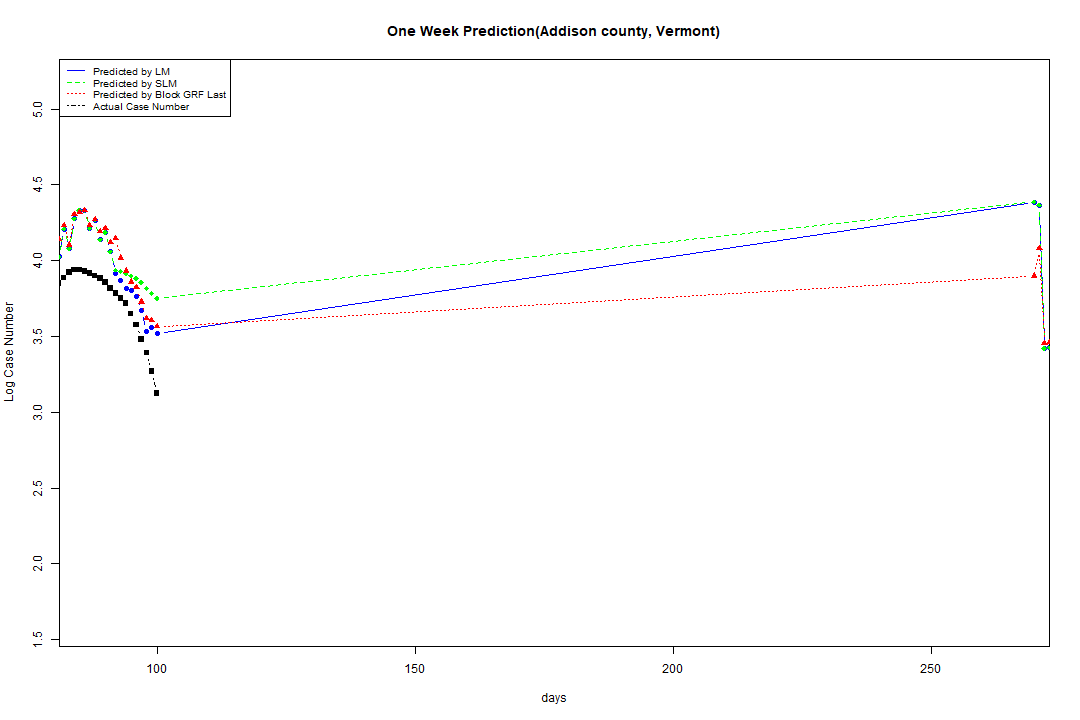 One Week Prediction(Addison county, Vermont)
Predicted by LM
Predicted by SLM
Predicted by Block GRF Last
Actual Case Number
5.0
4.5
4.0
3.5
3.0
2.5
2.0
1.5
Log Case Number
100
150
200
250
days